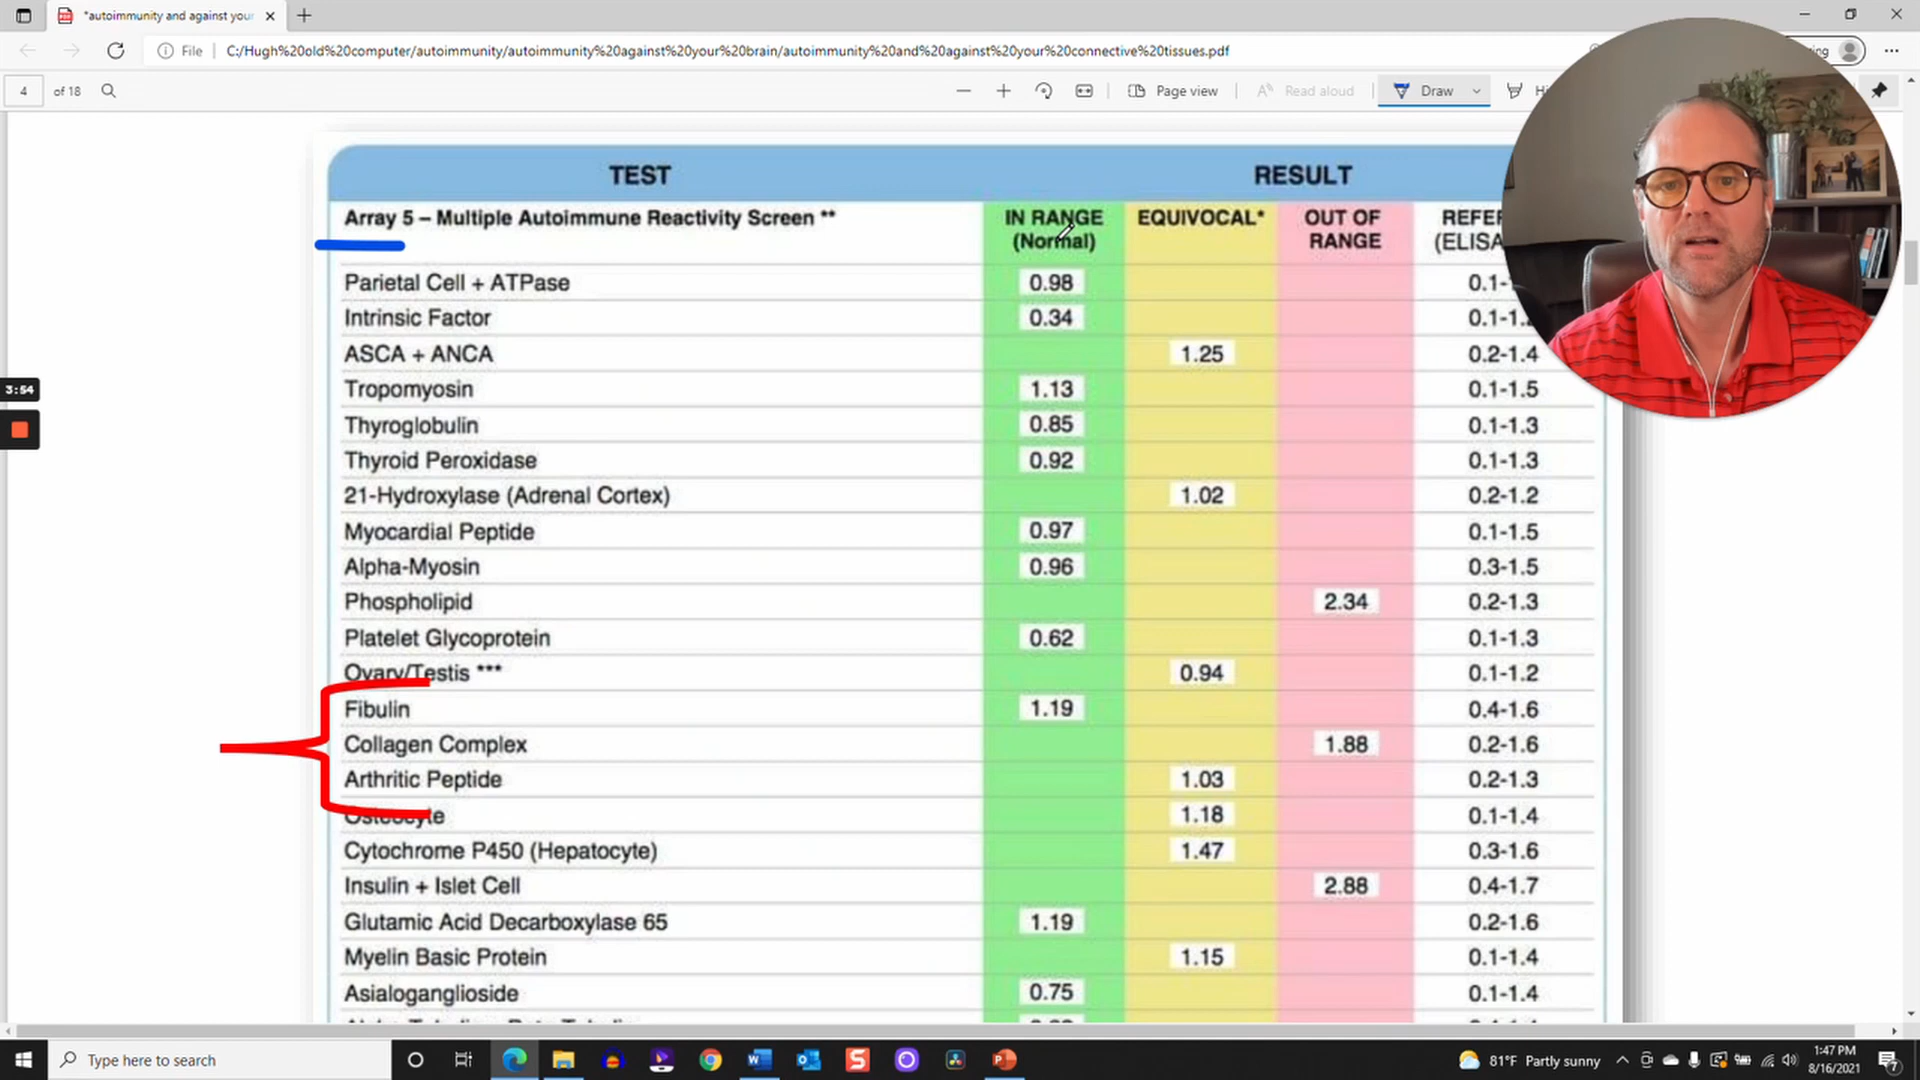 *autoimmunity and against your
File
C:/Hugh%20old%20computer/autoimmunity/autoimmunity%20against%20your%20brain/autoimmunity%20and%20against%20your%20connective%20tissues.pdf
4 of 18
Page view
Read aloud
Draw
TEST RESULT
Array 5 – Multiple Autoimmune Reactivity Screen ** IN RANGE (Normal) EQUIVOCAL* OUT OF RANGE
Parietal Cell + ATPase 0.98
Intrinsic Factor 0.34
ASCA + ANCA 1.25 0.2-1.4
Tropomyosin 1.13 0.1-1.5
Thyroglobulin 0.85 0.1-1.3
Thyroid Peroxidase 0.92 0.1-1.3
21-Hydroxylase (Adrenal Cortex) 1.02 0.2-1.2
Myocardial Peptide 0.97 0.1-1.5
Alpha-Myosin 0.96 0.3-1.5
Phospholipid 2.34 0.2-1.3
Platelet Glycoprotein 0.62 0.1-1.3
Ovary/Testis *** 0.94 0.1-1.2
Fibulin 1.19 0.4-1.6
Collagen Complex 1.88 0.2-1.6
Arthritic Peptide 1.03 0.2-1.3
Osteocyte 1.18 0.1-1.4
Cytochrome P450 (Hepatocyte) 1.47 0.3-1.6
Insulin + Islet Cell 2.88 0.4-1.7
Glutamic Acid Decarboxylase 65 1.19 0.2-1.6
Myelin Basic Protein 1.15 0.1-1.4
Asialoganglioside 0.75 0.1-1.4
3:54
Type here to search
81°F Partly sunny
1:47 PM
8/16/2021